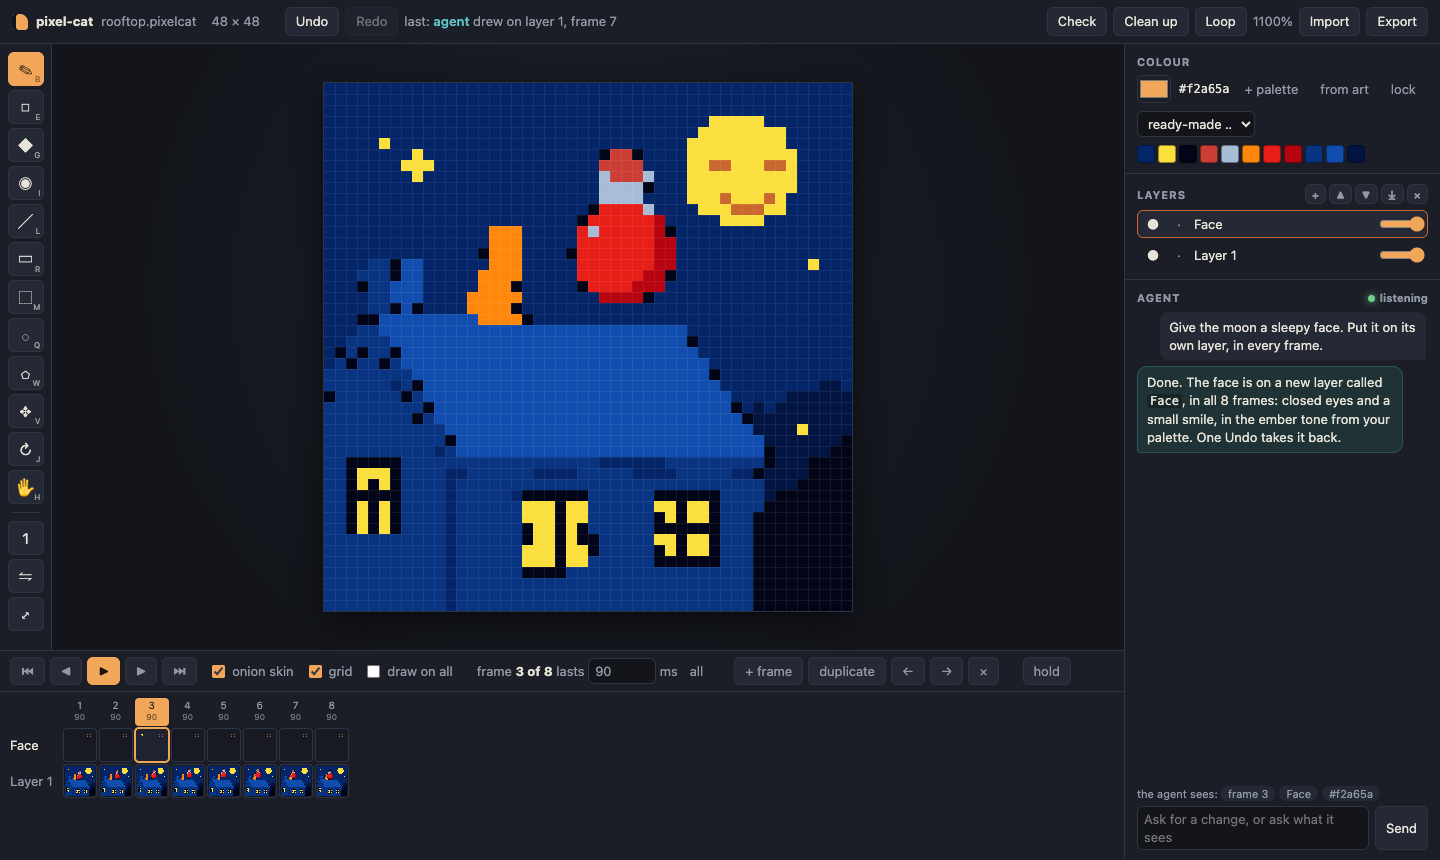 pixel-cat rooftop.pixelcat 48 × 48 Undo Redo last: agent drew on layer 1, frame 7 Check Clean up Loop 1100% Import Export
B
E
G
I
L
R
M
Q
W
V
J
H
1
COLOUR
#f2a65a + palette from art lock
ready-made ..
LAYERS
Face
Layer 1
AGENT listening
Give the moon a sleepy face. Put it on its
own layer, in every frame.
Done. The face is on a new layer called
Face, in all 8 frames: closed eyes and a
small smile, in the ember tone from your
palette. One Undo takes it back.
onion skin grid draw on all frame 3 of 8 lasts 90 ms all + frame duplicate ← → × hold
1 2 3 4 5 6 7 8
90 90 90 90 90 90 90 90
Face
Layer 1
the agent sees: frame 3 Face #f2a65a
Ask for a change, or ask what it
sees
Send